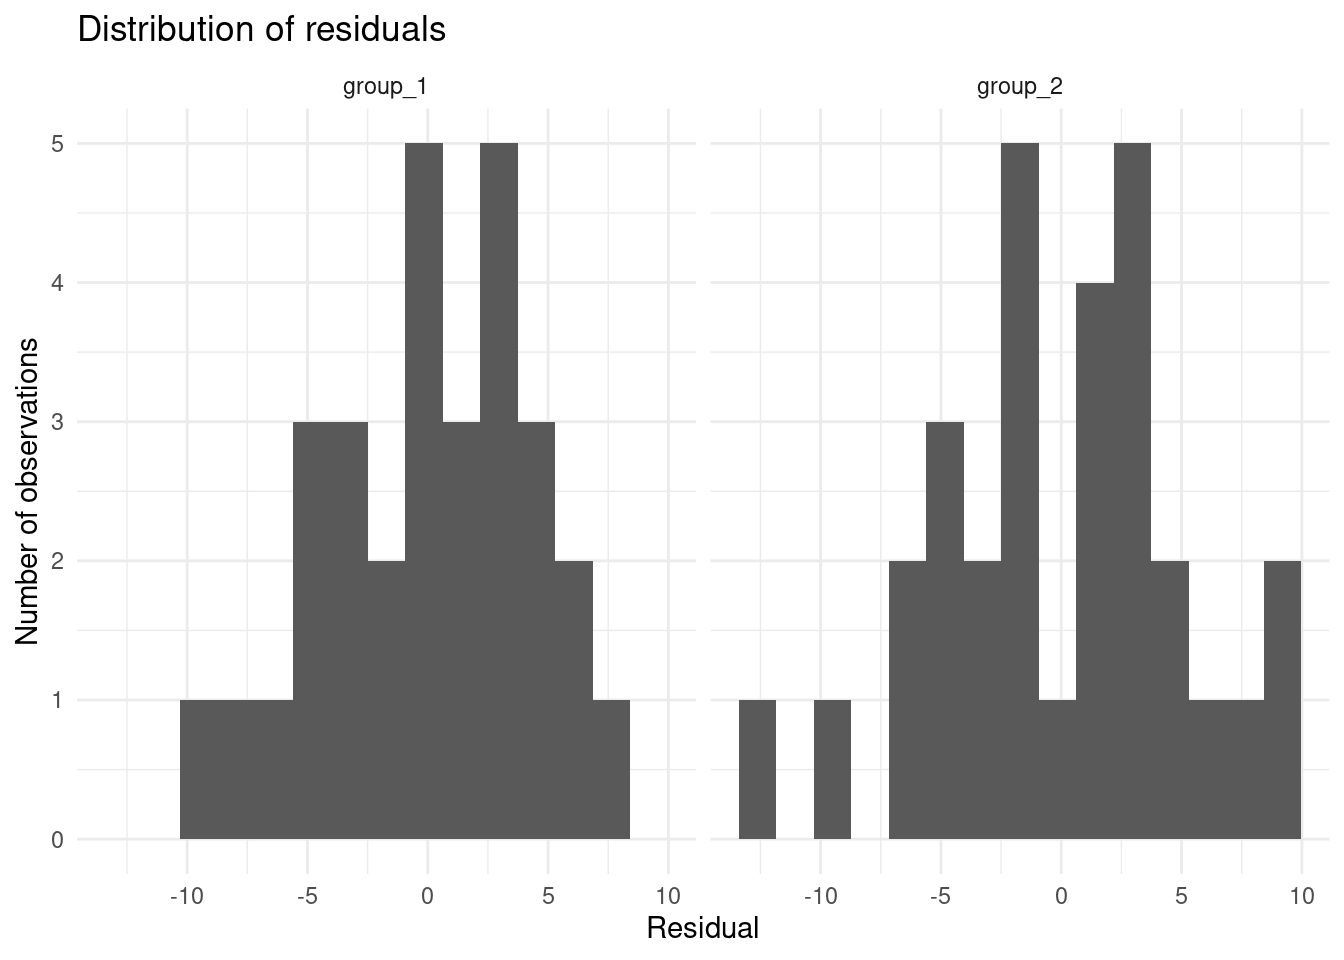 Distribution of residuals
group_1
group_2
Number of observations
5
4
3
2
1
0
-10 -5 0 5 10
-10 -5 0 5 10
Residual